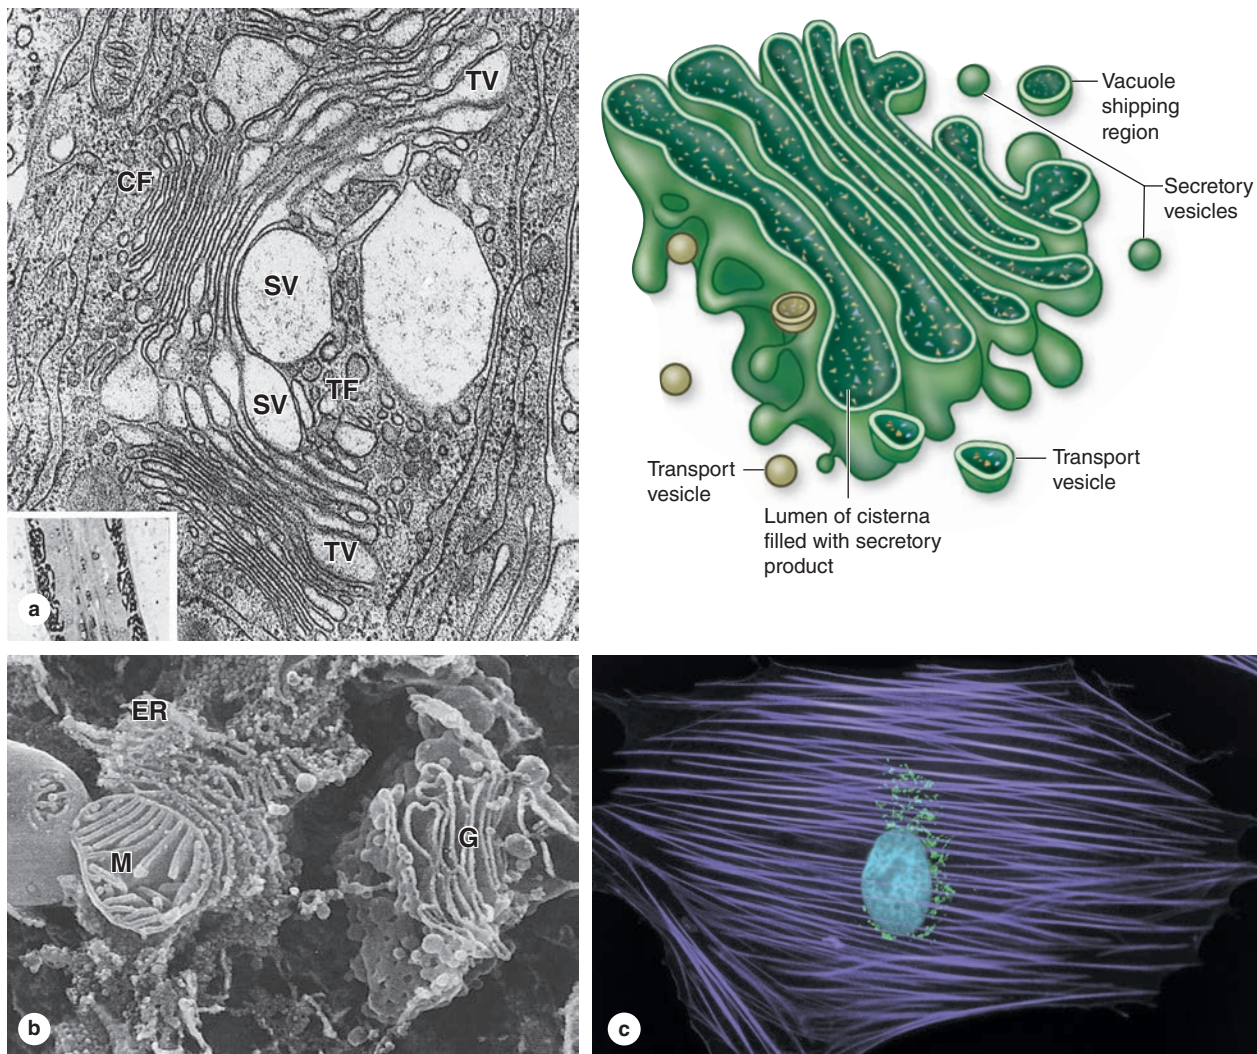 TV
CF
SV
TF
SV
TV
a
Vacuole
shipping
region
Secretory
vesicles
Transport
vesicle
Transport
vesicle
Lumen of cisterna
filled with secretory
product
ER
M
G
b
c